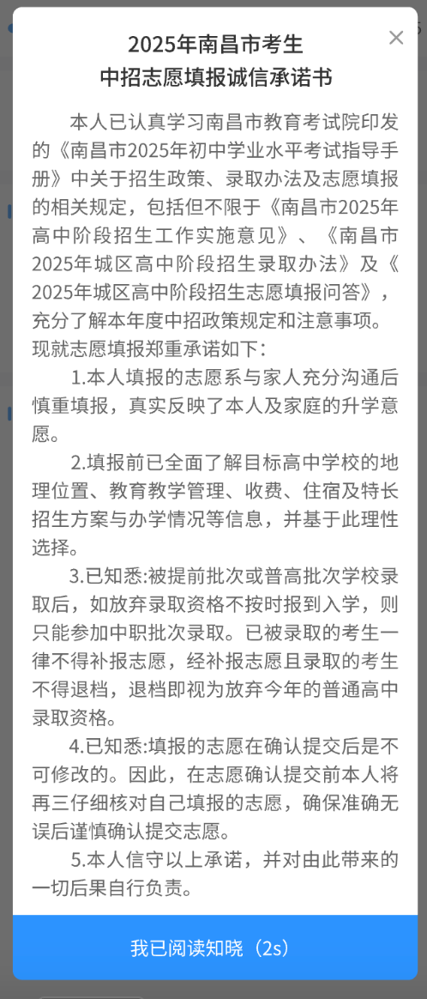 2025年南昌市考生
中招志愿填报诚信承诺书
本人已认真学习南昌市教育考试院印发
的《南昌市2025年初中学业水平考试指导手
册》中关于招生政策、录取办法及志愿填报
的相关规定，包括但不限于《南昌市2025年
高中阶段招生工作实施意见》、《南昌市
2025年城区高中阶段招生录取办法》及《
2025年城区高中阶段招生志愿填报问答》，
充分了解本年度中招政策规定和注意事项。
现就志愿填报郑重承诺如下：
1.本人填报的志愿系与家人充分沟通后
慎重填报，真实反映了本人及家庭的升学意
愿。
2.填报前已全面了解目标高中学校的地
理位置、教育教学管理、收费、住宿及特长
招生方案与办学情况等信息，并基于此理性
选择。
3.已知悉:被提前批次或普高批次学校录
取后，如放弃录取资格不按时报到入学，则
只能参加中职批次录取。已被录取的考生一
律不得补报志愿，经补报志愿且录取的考生
不得退档，退档即视为放弃今年的普通高中
录取资格。
4.已知悉:填报的志愿在确认提交后是不
可修改的。因此，在志愿确认提交前本人将
再三仔细核对自己填报的志愿，确保准确无
误后谨慎确认提交志愿。
5.本人信守以上承诺，并对由此带来的
一切后果自行负责。
我已阅读知晓（2s）